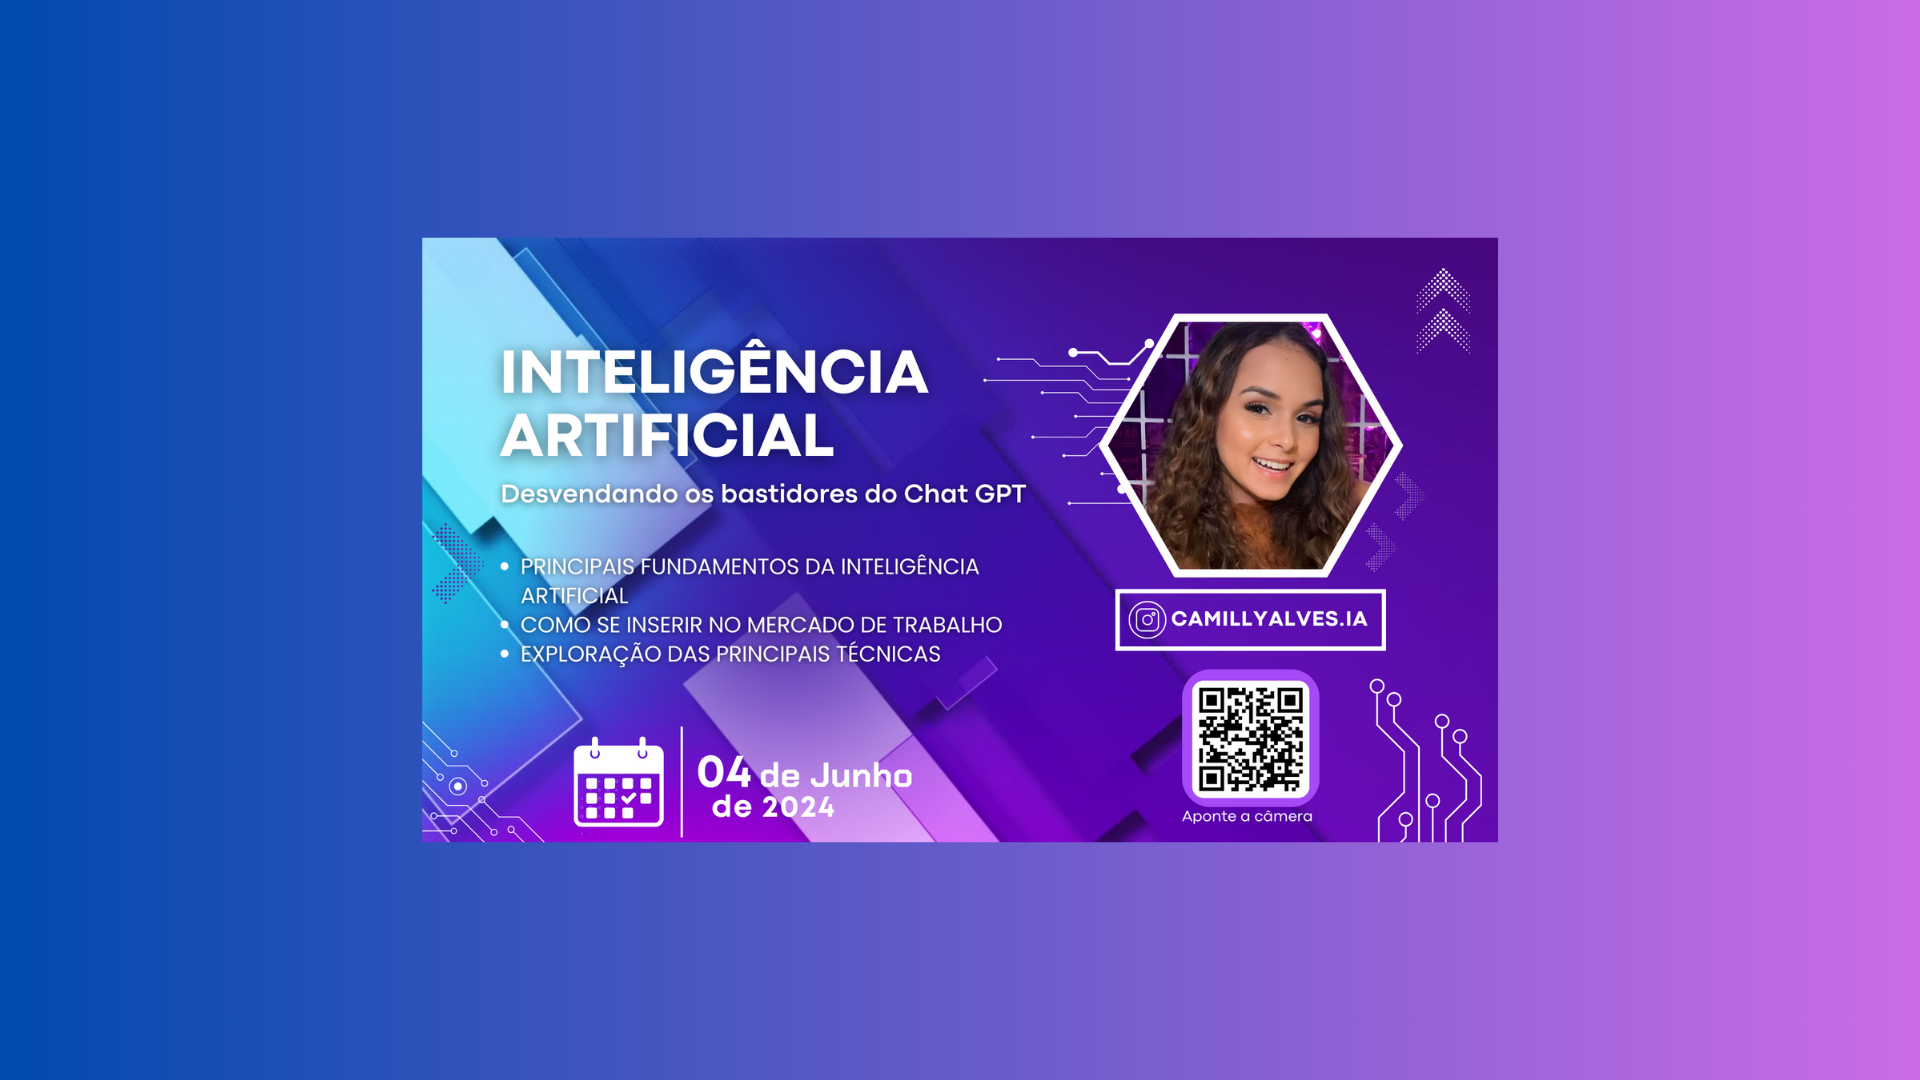 INTELIGÊNCIA
ARTIFICIAL
Desvendando os bastidores do Chat GPT
• PRINCIPAIS FUNDAMENTOS DA INTELIGÊNCIA
ARTIFICIAL
• COMO SE INSERIR NO MERCADO DE TRABALHO
• EXPLORAÇÃO DAS PRINCIPAIS TÉCNICAS
04 de Junho
de 2024
CAMILLYALVES.IA
Aponte a câmera